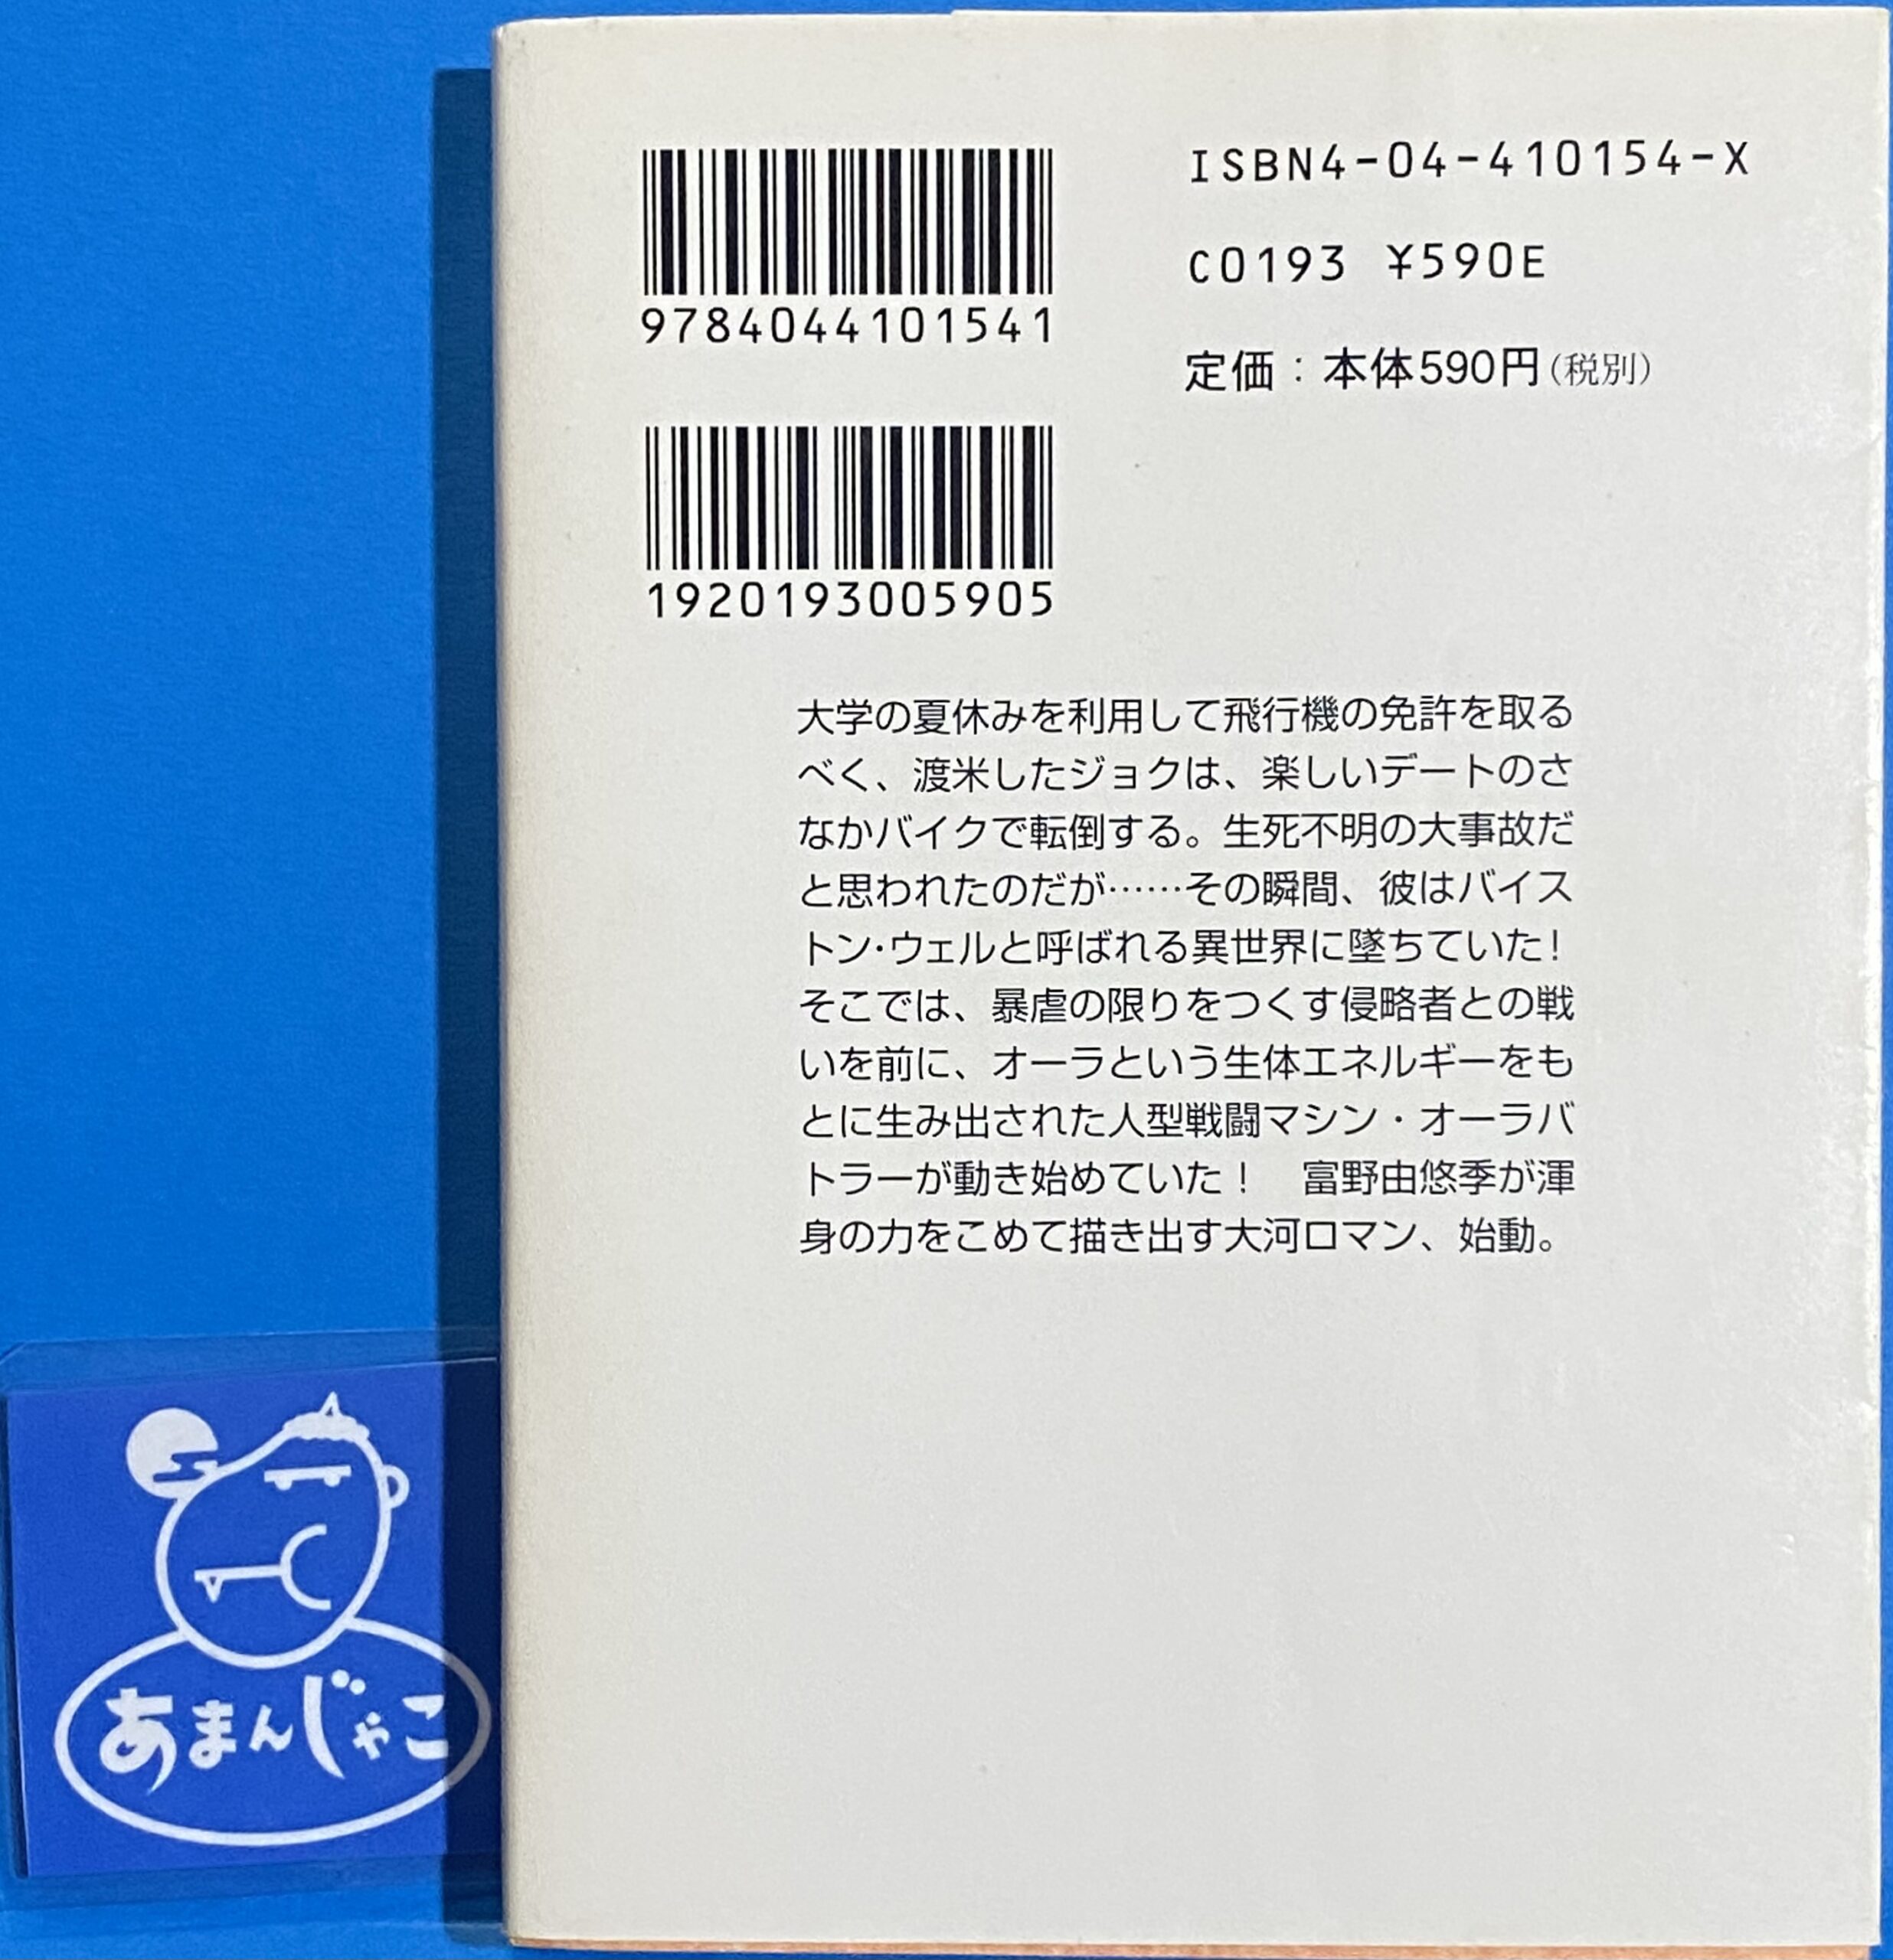 ISBN4-04-410154-X
C0193 ¥590E
定価：本体590円（税別）
9784044101541
1920193005905
大学の夏休みを利用して飛行機の免許を取る
べく、渡米したジョクは、楽しいデートのさ
なかバイクで転倒する。生死不明の大事故だ
と思われたのだが……その瞬間、彼はバイス
トン・ウェルと呼ばれる異世界に墜ちていた！
そこでは、暴虐の限りをつくす侵略者との戦
いを前に、オーラという生体エネルギーをも
とに生み出された人型戦闘マシン・オーラバ
トラーが動き始めていた！　富野由悠季が渾
身の力をこめて描き出す大河ロマン、始動。
あまんじゃこ